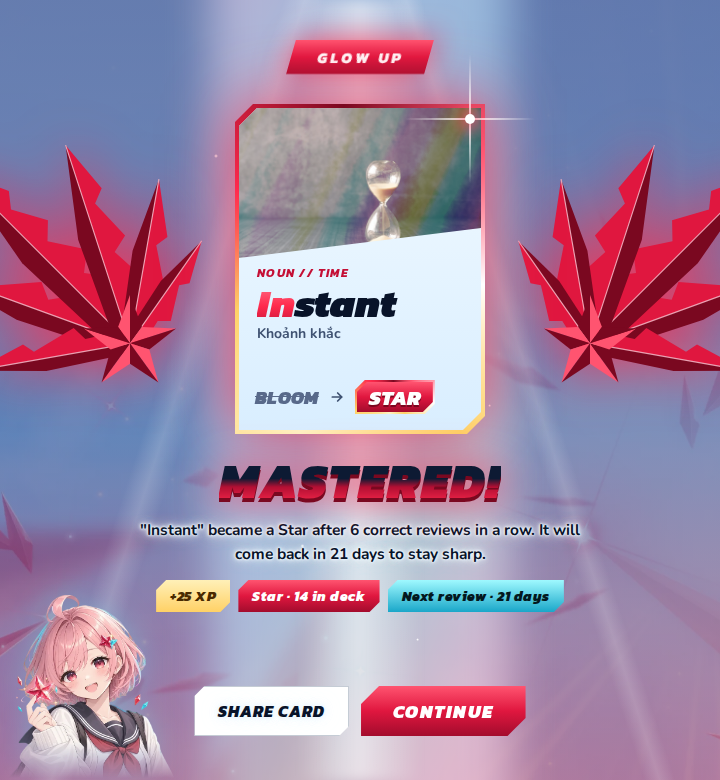 GLOW UP
NOUN // TIME
Instant
Khoảnh khắc
BLOOM → STAR
MASTERED!
"Instant" became a Star after 6 correct reviews in a row. It will
come back in 21 days to stay sharp.
+25 XP
Star · 14 in deck
Next review · 21 days
SHARE CARD
CONTINUE